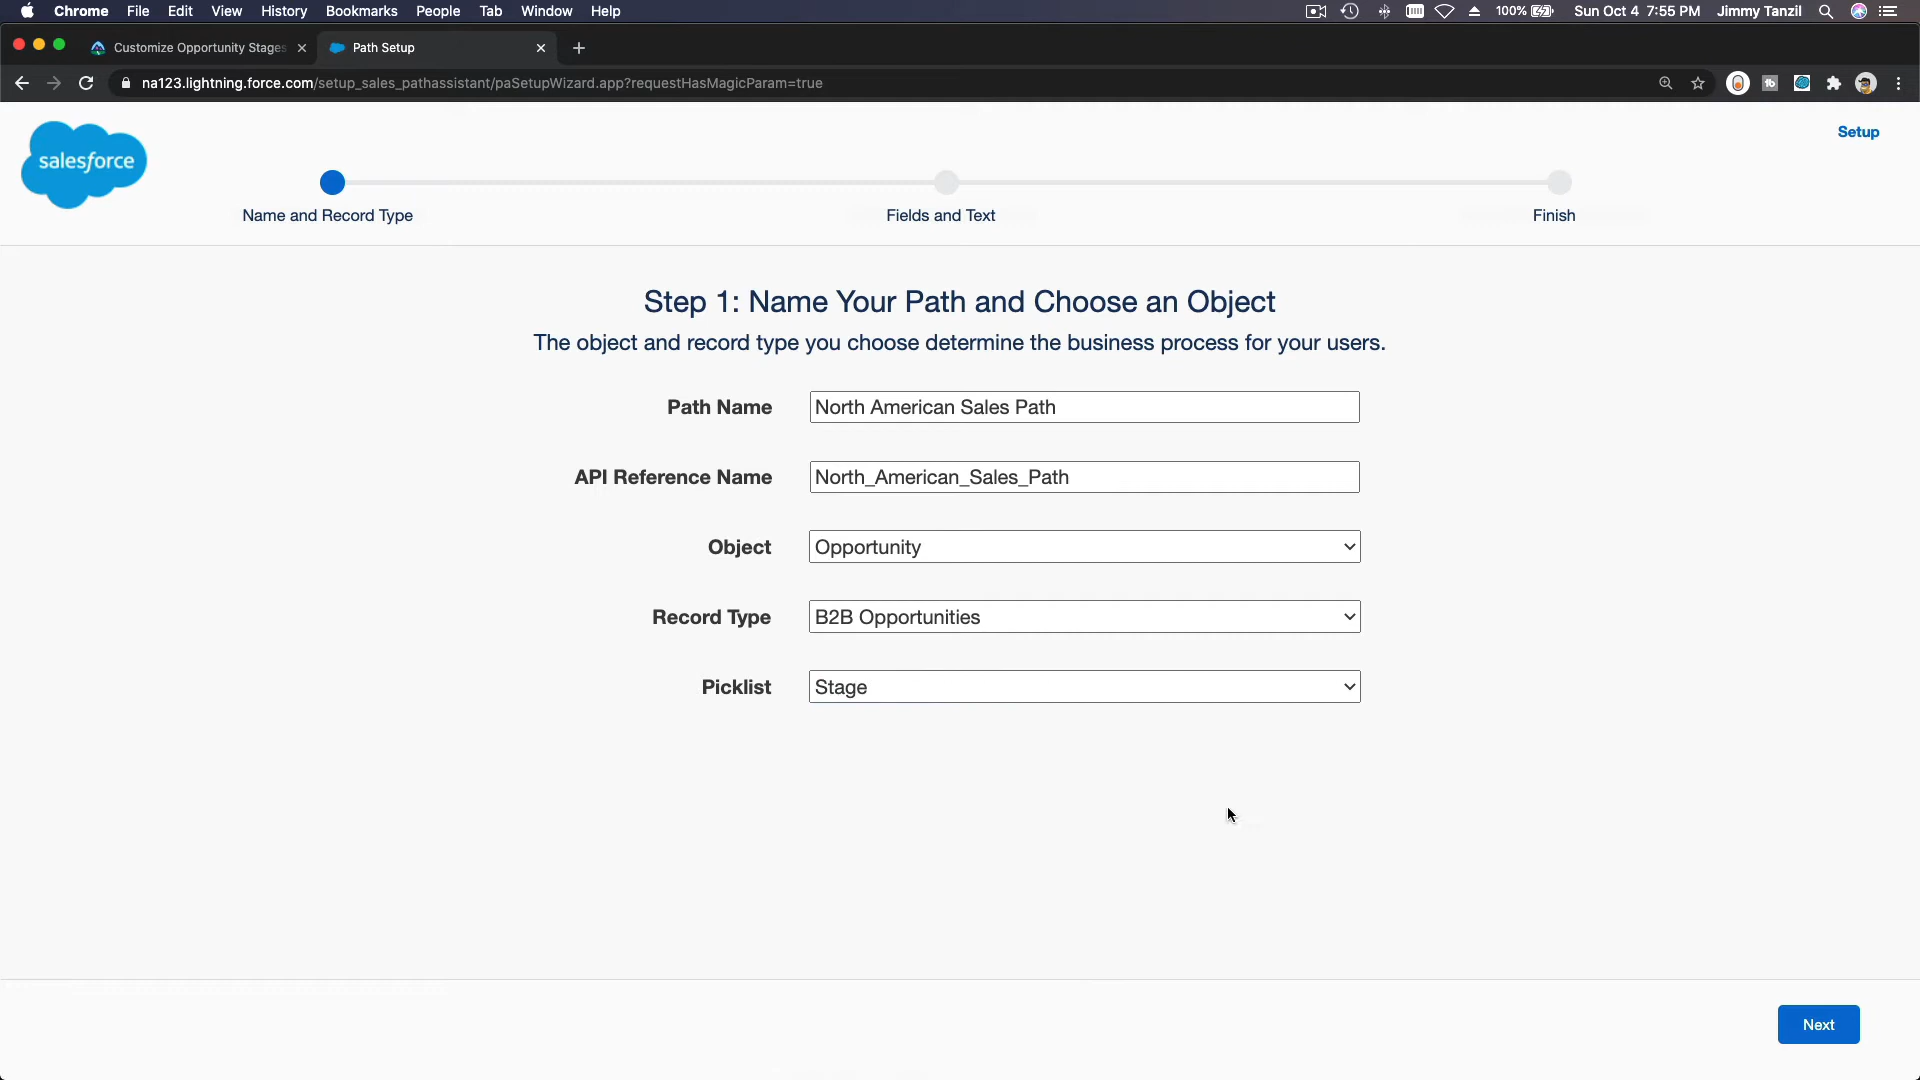 Chrome File Edit View History Bookmarks People Tab Window Help 100% Sun Oct 4 7:55 PM Jimmy Tanzil
Customize Opportunity Stages Path Setup
na123.lightning.force.com/setup_sales_pathassistant/paSetupWizard.app?requestHasMagicParam=true
salesforce
Setup
Name and Record Type Fields and Text Finish
Step 1: Name Your Path and Choose an Object
The object and record type you choose determine the business process for your users.
Path Name North American Sales Path
API Reference Name North_American_Sales_Path
Object Opportunity
Record Type B2B Opportunities
Picklist Stage
Next